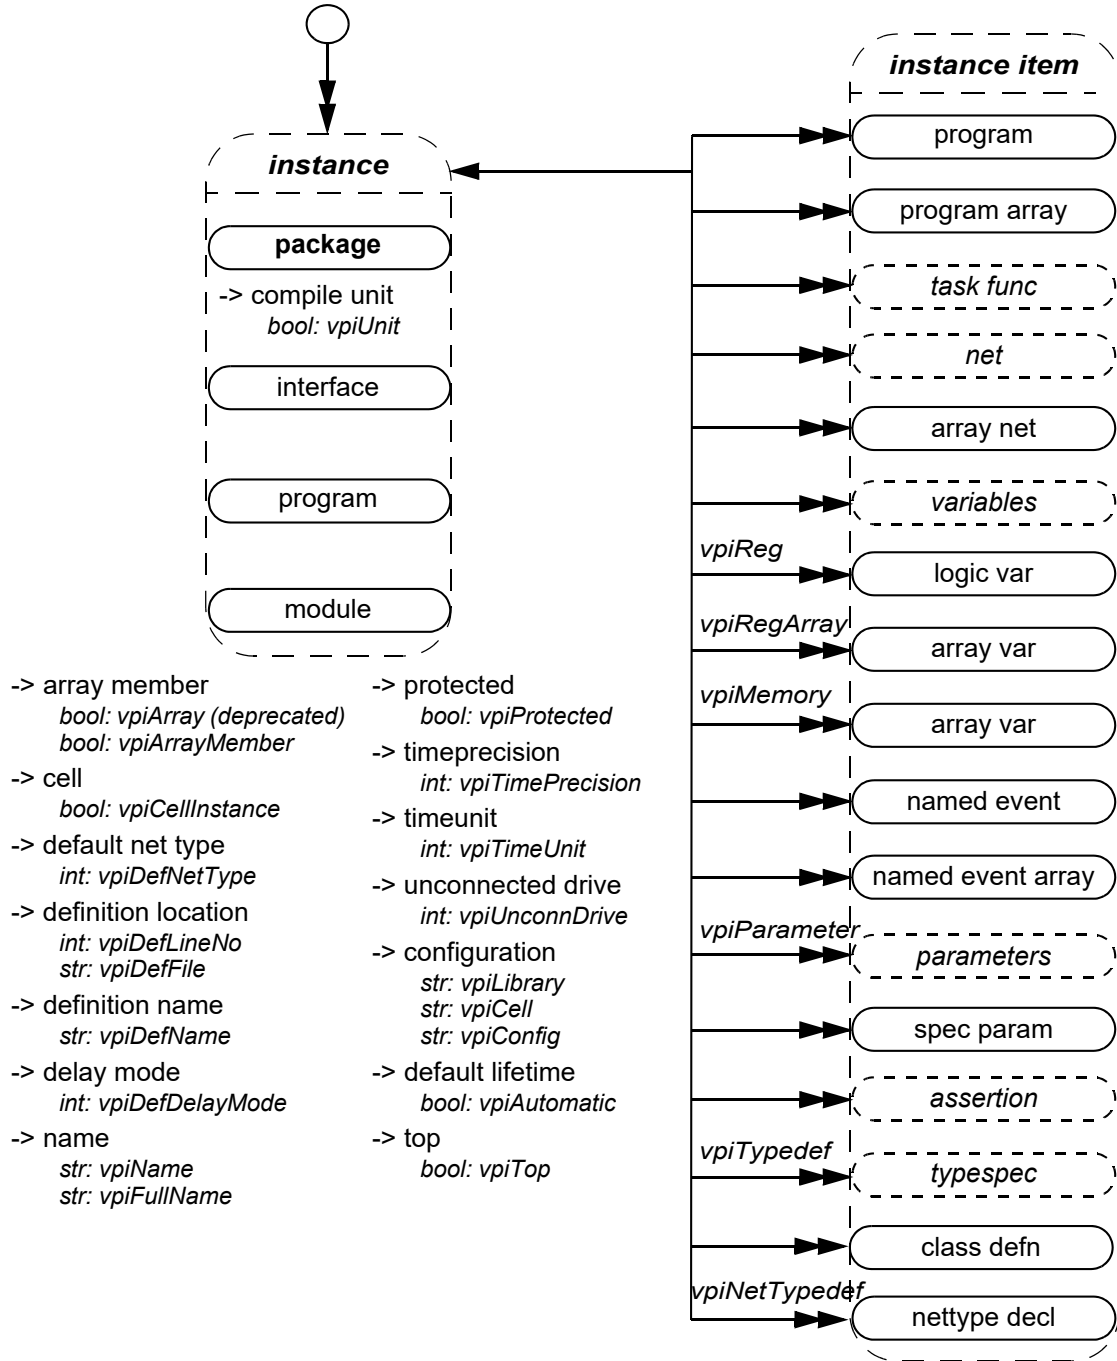 instance
package
-> compile unit
bool: vpiUnit
interface
program
module
-> array member
bool: vpiArray (deprecated)
bool: vpiArrayMember
-> cell
bool: vpiCellInstance
-> default net type
int: vpiDefNetType
-> definition location
int: vpiDefLineNo
str: vpiDefFile
-> definition name
str: vpiDefName
-> delay mode
int: vpiDefDelayMode
-> name
str: vpiName
str: vpiFullName
-> protected
bool: vpiProtected
-> timeprecision
int: vpiTimePrecision
-> timeunit
int: vpiTimeUnit
-> unconnected drive
int: vpiUnconnDrive
-> configuration
str: vpiLibrary
str: vpiCell
str: vpiConfig
-> default lifetime
bool: vpiAutomatic
-> top
bool: vpiTop
instance item
program
program array
task func
net
array net
variables
vpiReg
logic var
vpiRegArray
array var
vpiMemory
array var
named event
named event array
vpiParameter
parameters
spec param
assertion
vpiTypedef
typespec
class defn
vpiNetTypedef
nettype decl